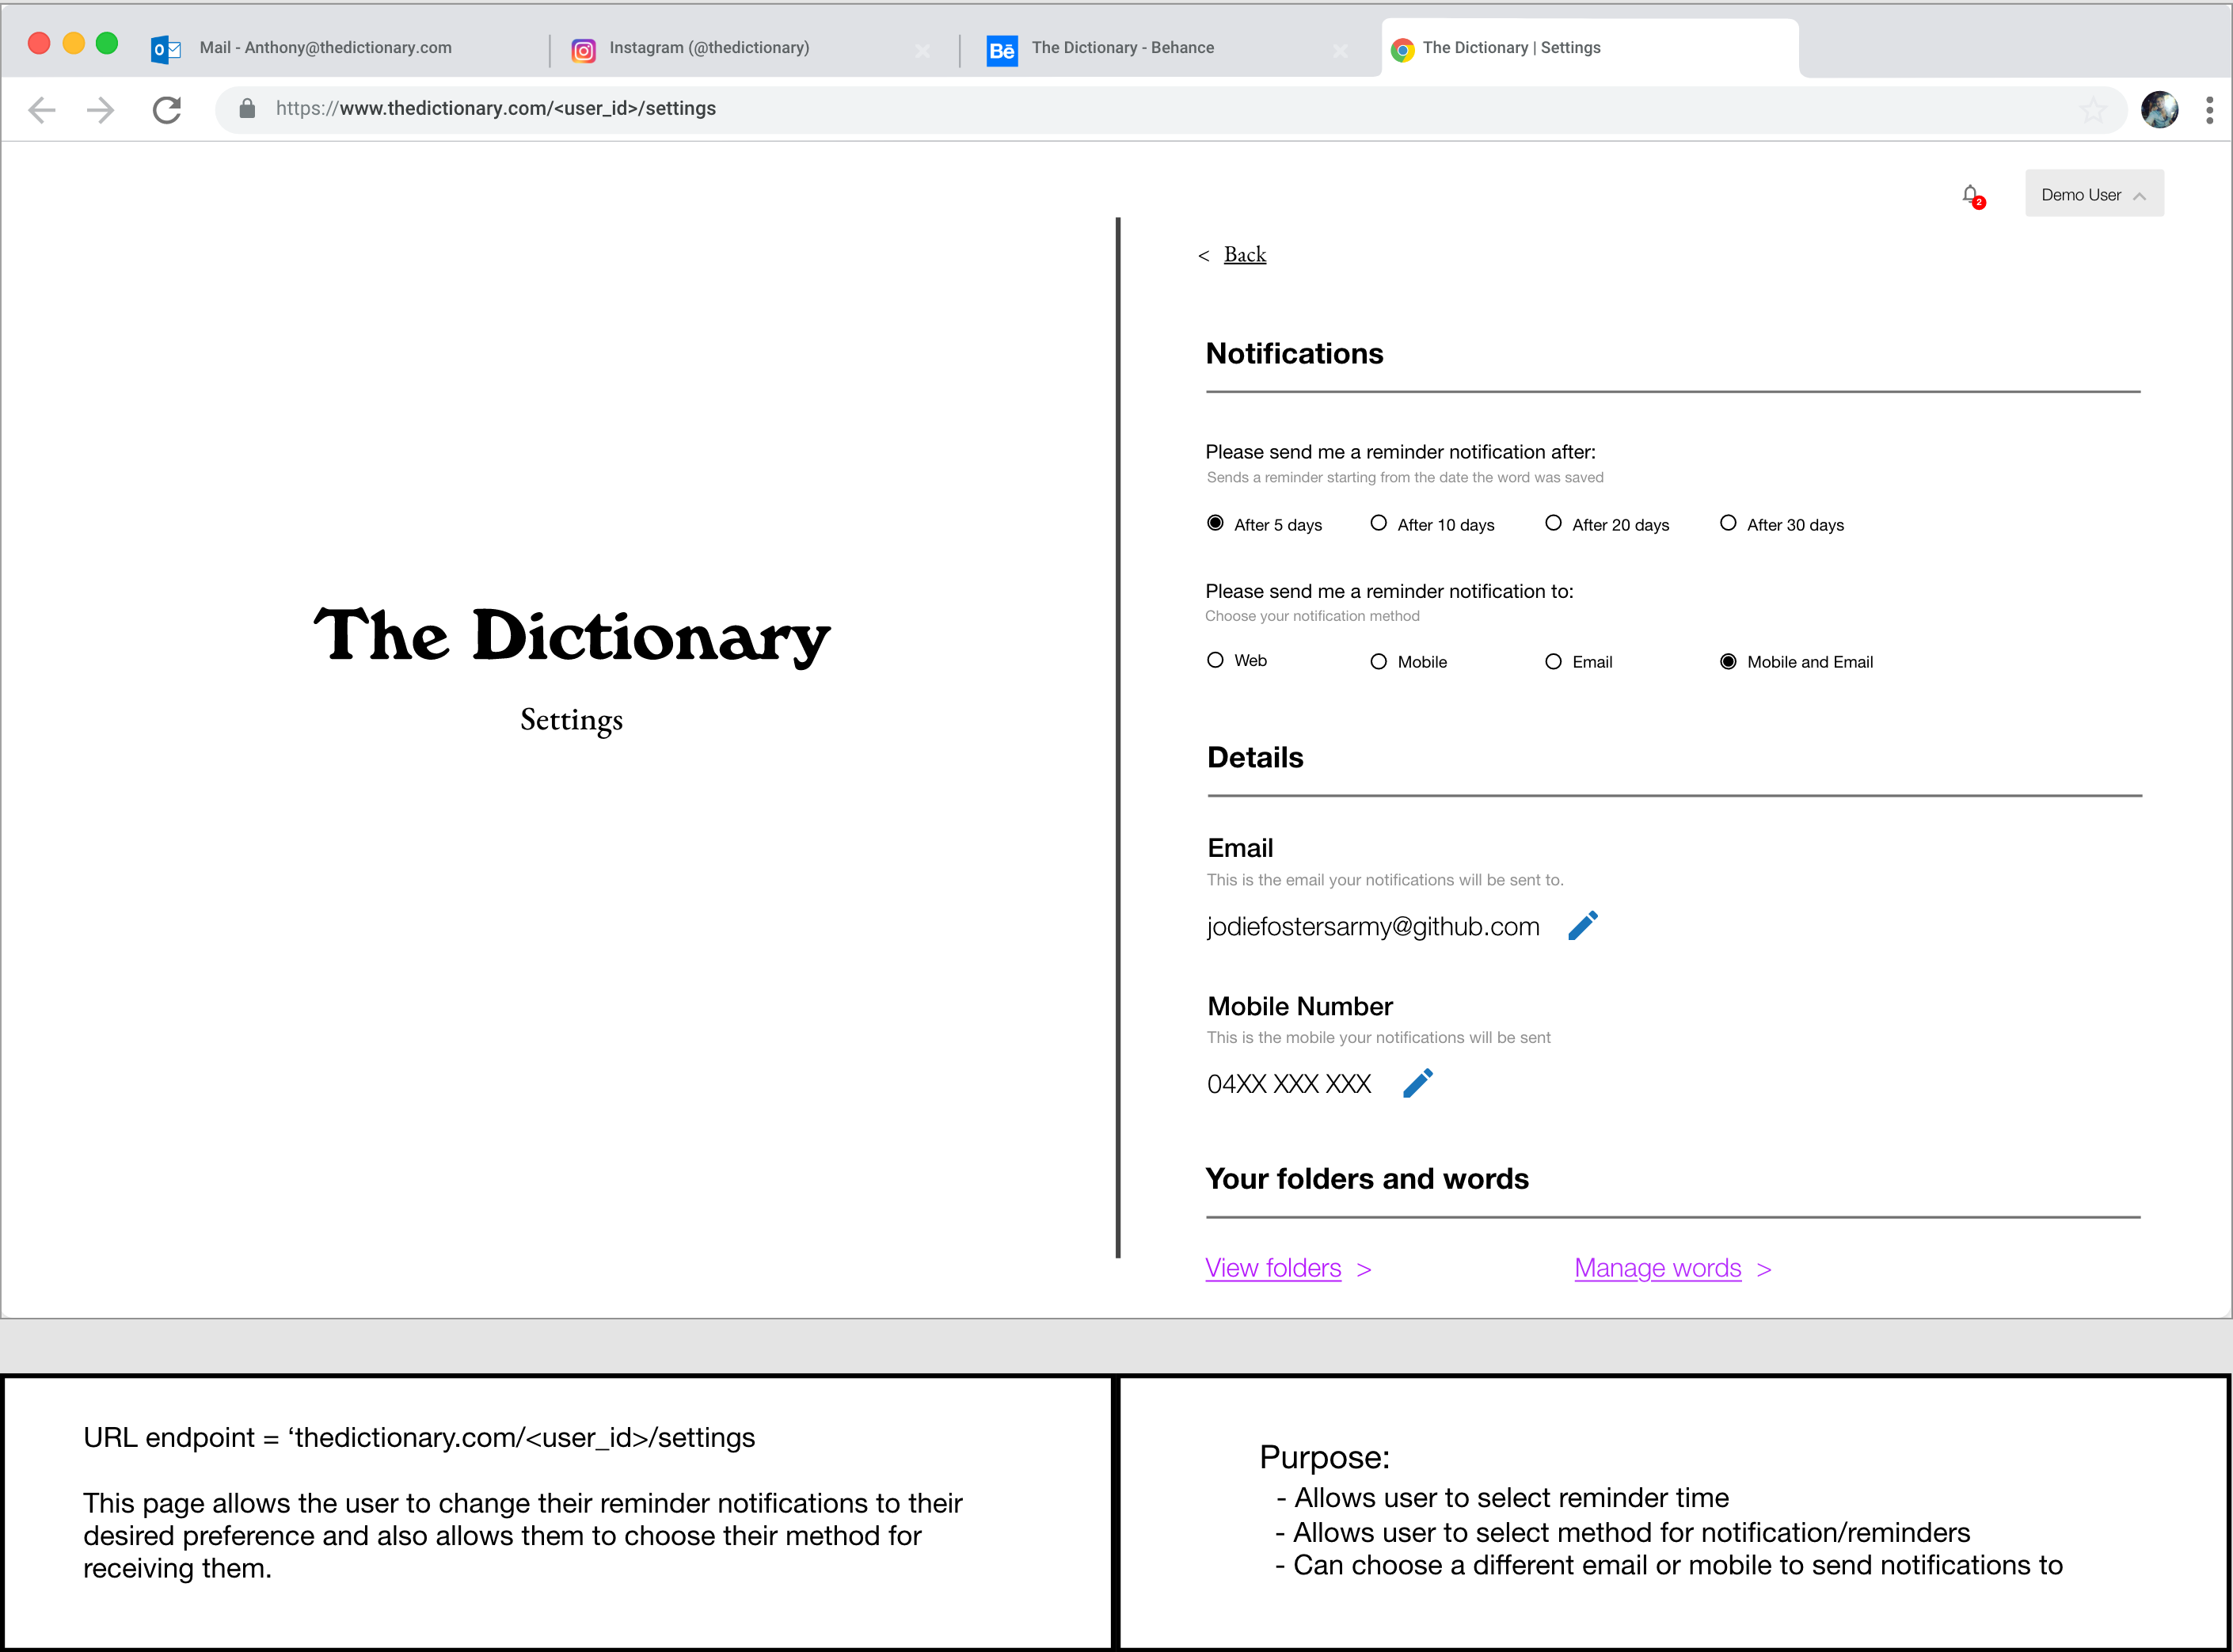 Mail - Anthony@thedictionary.com
Instagram (@thedictionary)
Bē
The Dictionary - Behance
The Dictionary | Settings
https://www.thedictionary.com/<user_id>/settings
2
Demo User
< Back
Notifications
Please send me a reminder notification after:
Sends a reminder starting from the date the word was saved
After 5 days After 10 days After 20 days After 30 days
Please send me a reminder notification to:
Choose your notification method
Web Mobile Email Mobile and Email
The Dictionary
Settings
Details
Email
This is the email your notifications will be sent to.
jodiefostersarmy@github.com
Mobile Number
This is the mobile your notifications will be sent
04XX XXX XXX
Your folders and words
View folders > Manage words >
URL endpoint = ‘thedictionary.com/<user_id>/settings
This page allows the user to change their reminder notifications to their
desired preference and also allows them to choose their method for
receiving them.
Purpose:
- Allows user to select reminder time
- Allows user to select method for notification/reminders
- Can choose a different email or mobile to send notifications to